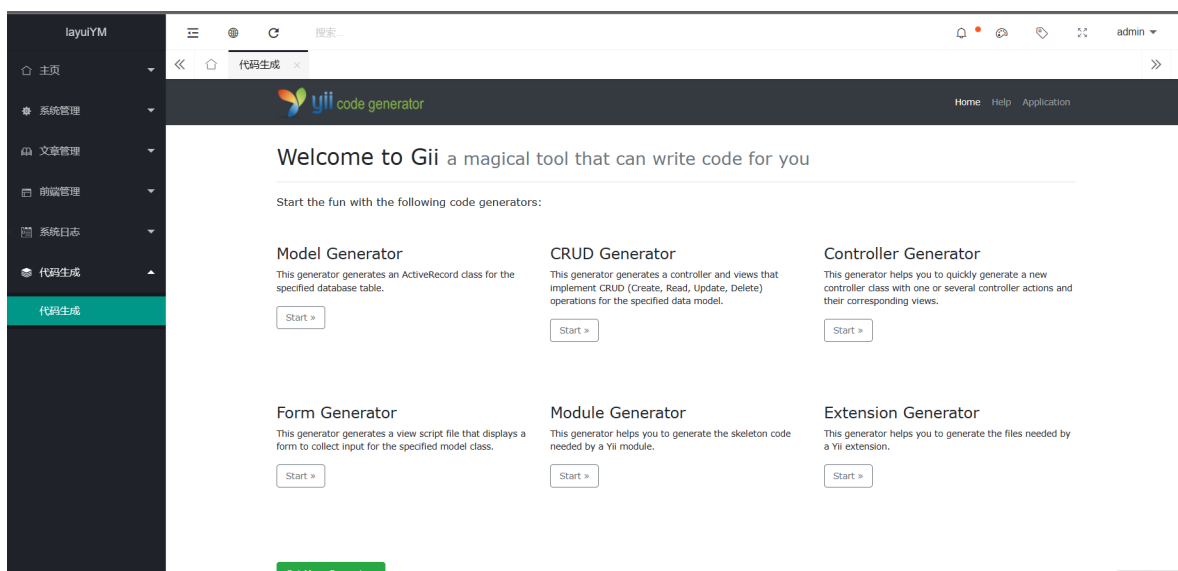 layuiYM
搜索...
admin
主页
代码生成
系统管理
文章管理
前端管理
系统日志
代码生成
代码生成
yii code generator
Home Help Application
Welcome to Gii a magical tool that can write code for you
Start the fun with the following code generators:
Model Generator
This generator generates an ActiveRecord class for the
specified database table.
Start »
CRUD Generator
This generator generates a controller and views that
implement CRUD (Create, Read, Update, Delete)
operations for the specified data model.
Start »
Controller Generator
This generator helps you to quickly generate a new
controller class with one or several controller actions and
their corresponding views.
Start »
Form Generator
This generator generates a view script file that displays a
form to collect input for the specified model class.
Start »
Module Generator
This generator helps you to generate the skeleton code
needed by a Yii module.
Start »
Extension Generator
This generator helps you to generate the files needed by
a Yii extension.
Start »